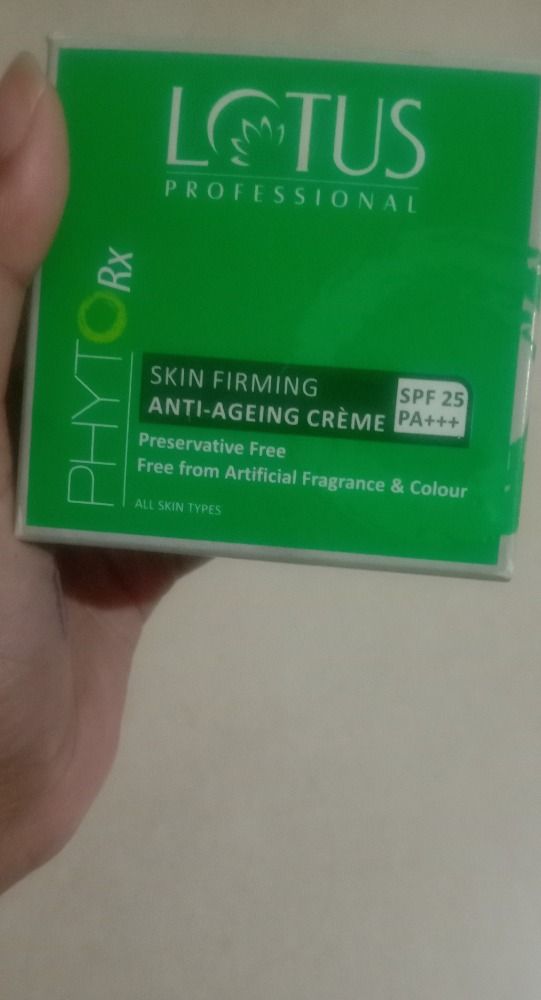 LOTUS
PROFESSIONAL
PHYTORx
SKIN FIRMING
ANTI-AGEING CRÈME
SPF 25
PA+++
Preservative Free
Free from Artificial Fragrance & Colour
ALL SKIN TYPES